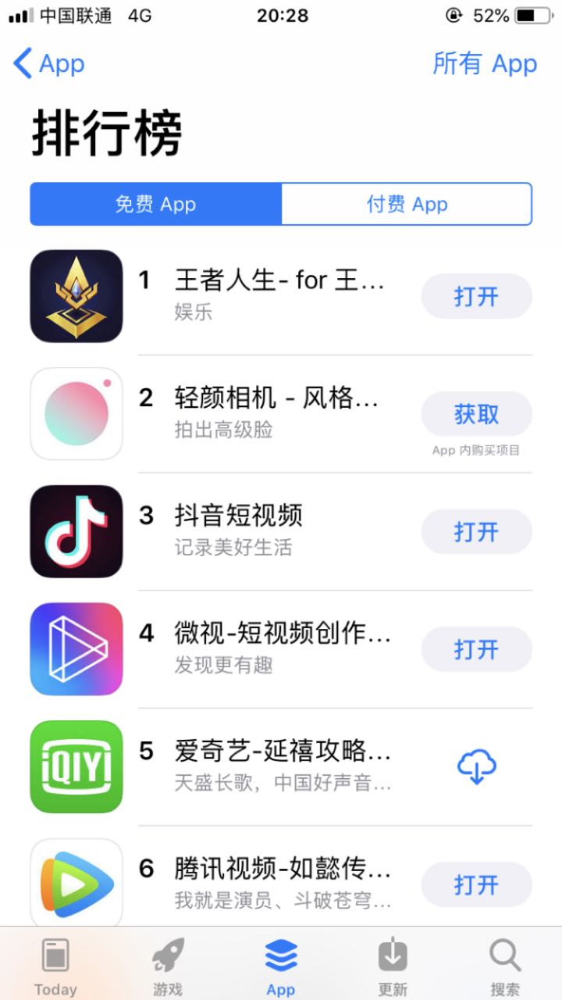 中国联通 4G 20:28 52%
App 所有 App
排行榜
免费 App 付费 App
1 王者人生- for 王… 打开
娱乐
2 轻颜相机 - 风格… 获取
拍出高级脸
App 内购买项目
3 抖音短视频 打开
记录美好生活
4 微视-短视频创作… 打开
发现更有趣
iQIYI
5 爱奇艺-延禧攻略…
天盛长歌，中国好声音…
6 腾讯视频-如懿传… 打开
我就是演员、斗破苍穹…
Today 游戏 App 更新 搜索